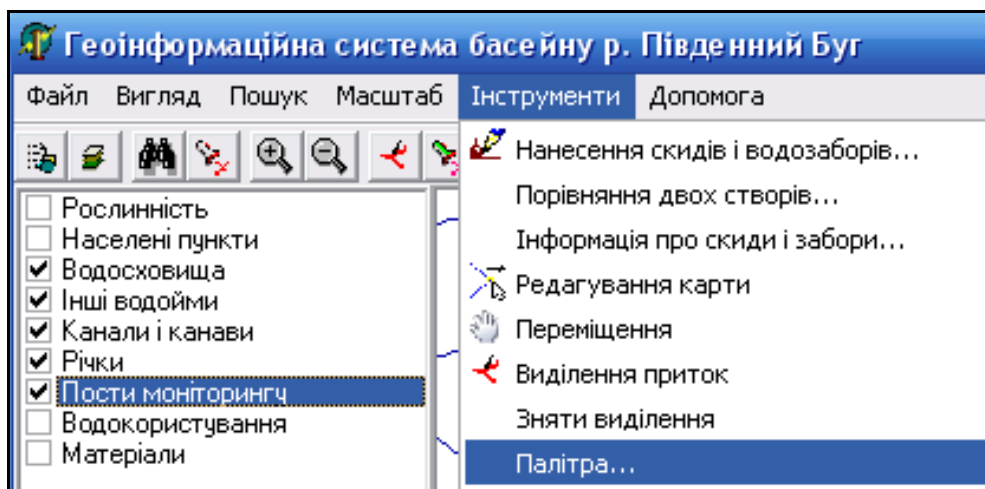 Геоінформаційна система басейну р. Південний Буг
Файл Вигляд Пошук Масштаб Інструменти Допомога
Нанесення скидів і водозаборів...
Порівняння двох створів...
Інформація про скиди і забори...
Редагування карти
Переміщення
Виділення приток
Зняти виділення
Палітра...
Рослинність
Населені пункти
Водосховища
Інші водойми
Канали і канави
Річки
Пости моніторингу
Водокористування
Матеріали